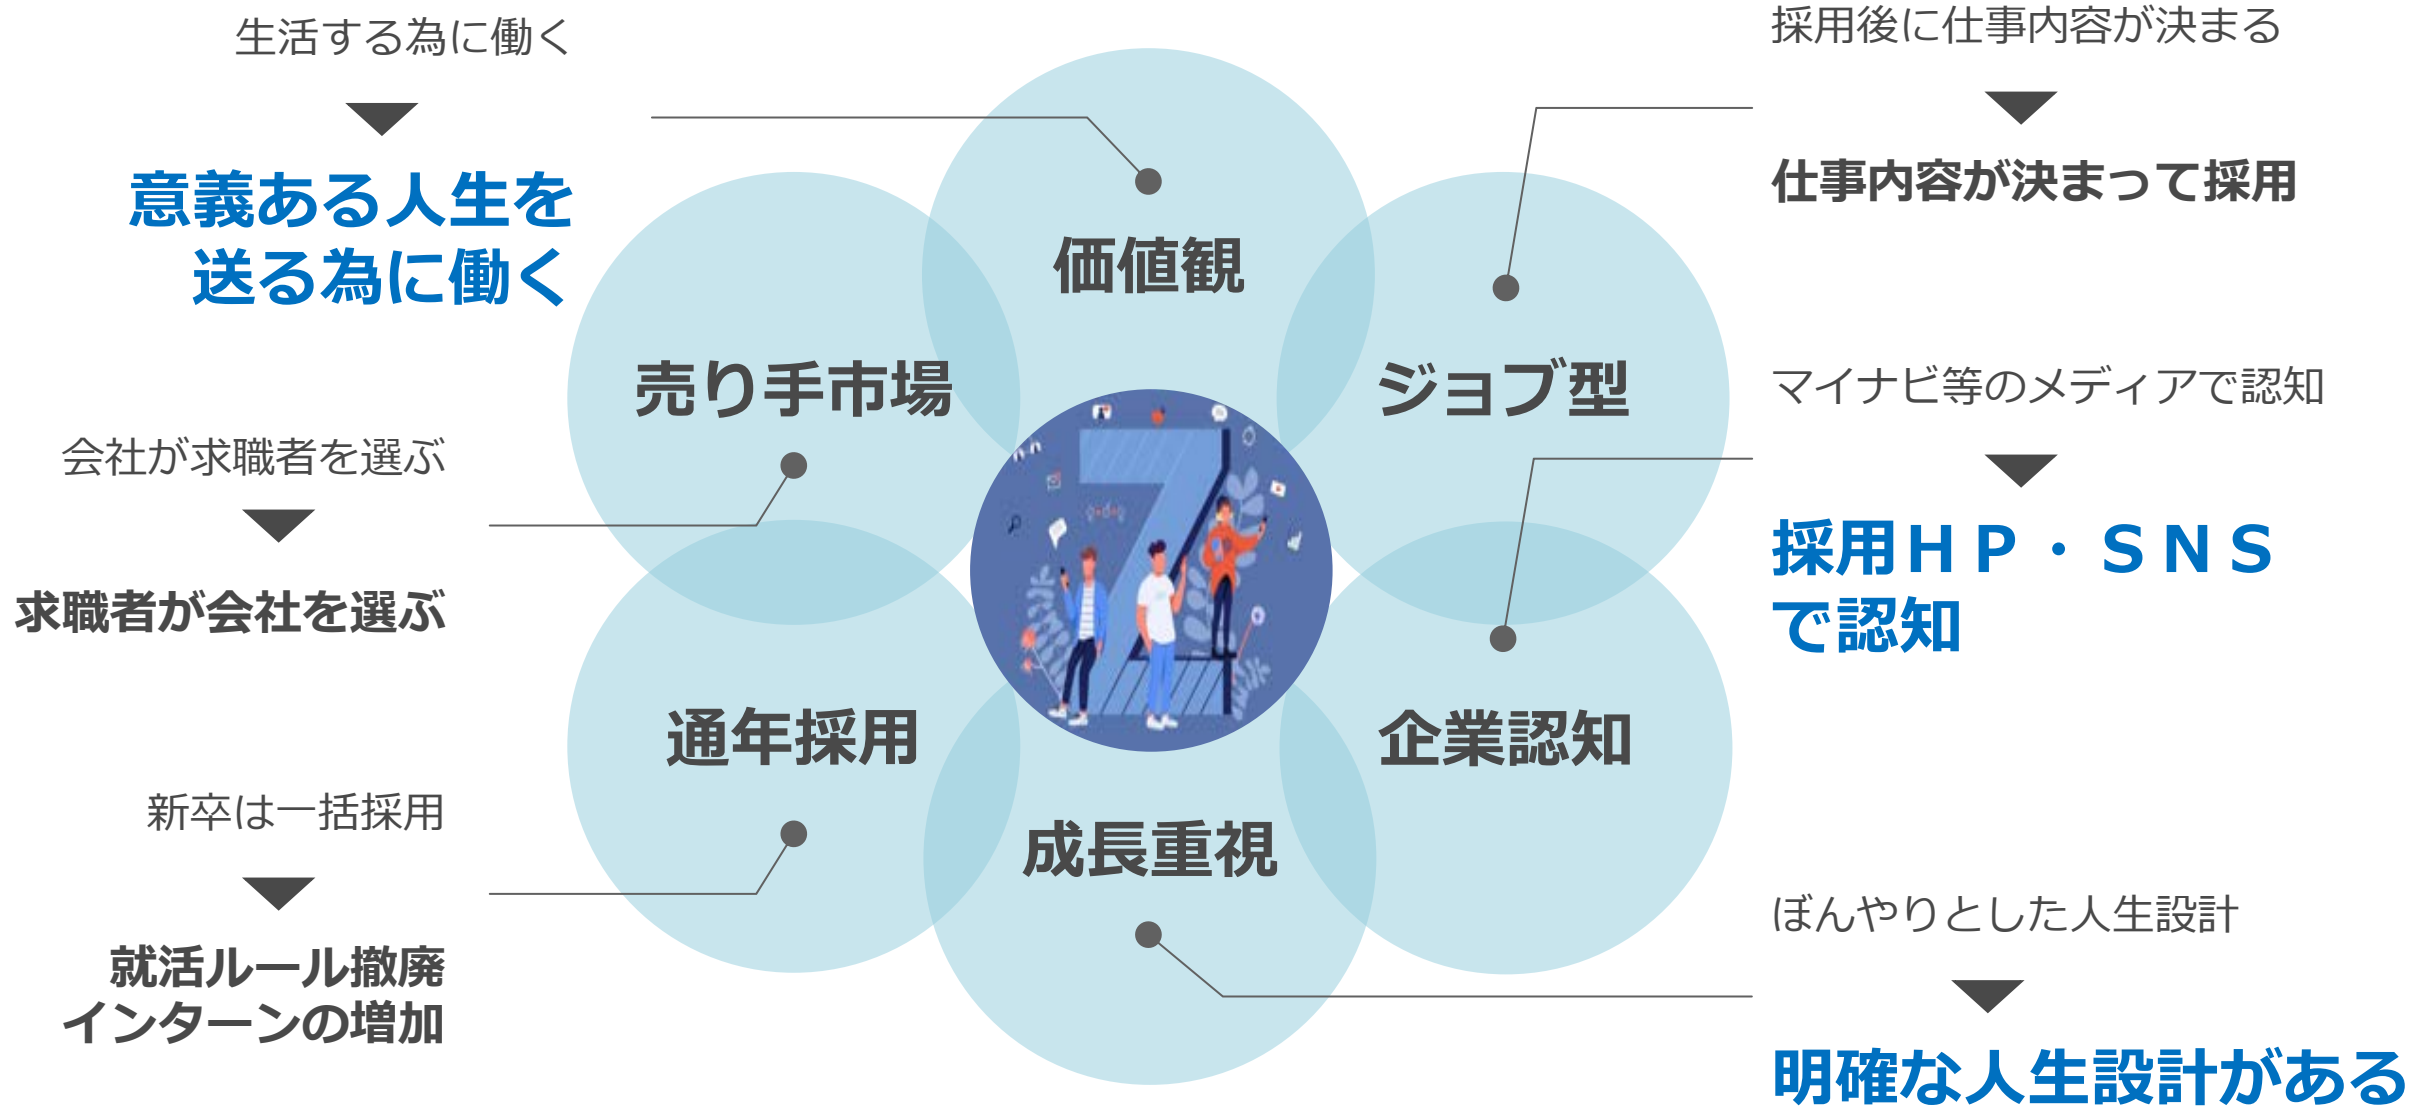 生活する為に働く
意義ある人生を
送る為に働く
価値観
採用後に仕事内容が決まる
仕事内容が決まって採用
ジョブ型
売り手市場
会社が求職者を選ぶ
求職者が会社を選ぶ
マイナビ等のメディアで認知
採用ＨＰ・ＳＮＳ
で認知
企業認知
通年採用
新卒は一括採用
就活ルール撤廃
インターンの増加
成長重視
ぼんやりとした人生設計
明確な人生設計がある
Z